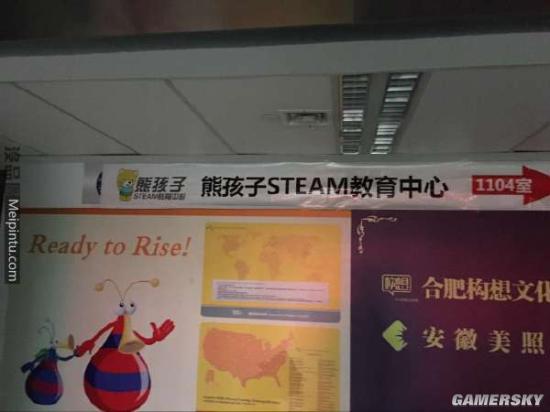 熊孩子
STEAM教育中心
熊孩子STEAM教育中心
1104室
Ready to Rise!
构想
合肥构想文化
安徽美照
Meipintu.com
GAMERSKY